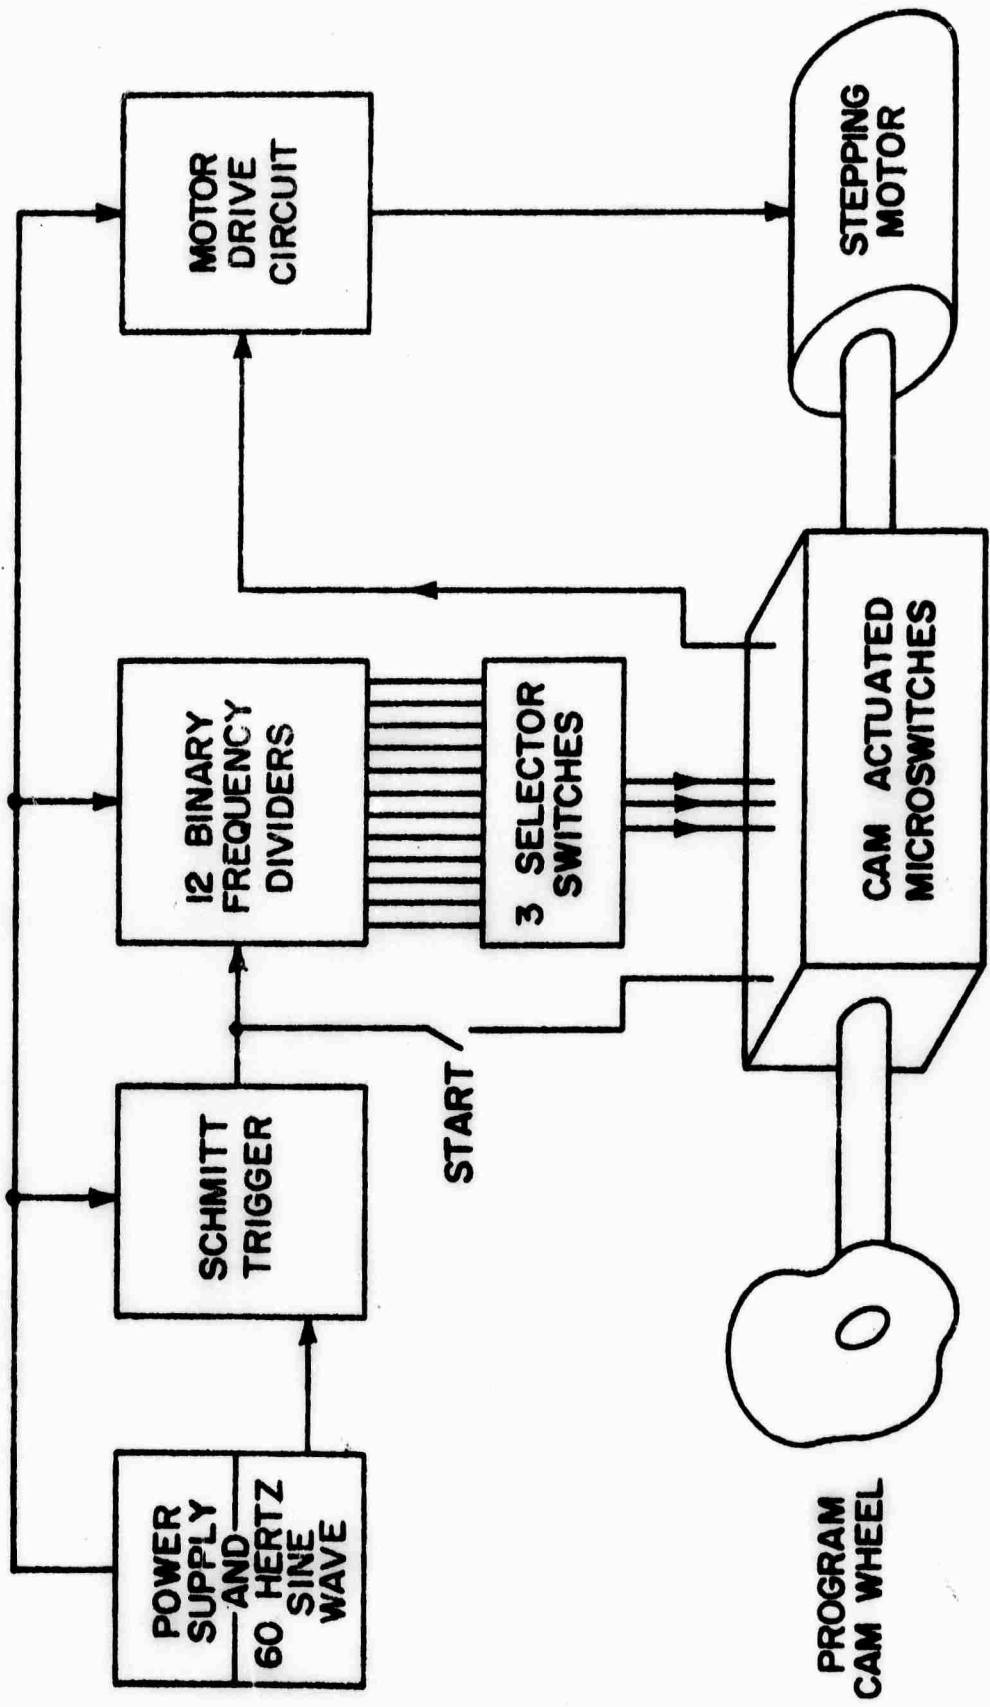 POWER
SUPPLY
AND
60 HERTZ
SINE
WAVE
SCHMITT
TRIGGER
12 BINARY
FREQUENCY
DIVIDERS
MOTOR
DRIVE
CIRCUIT
START
3 SELECTOR
SWITCHES
PROGRAM
CAM WHEEL
CAM ACTUATED
MICROSWITCHES
STEPPING
MOTOR